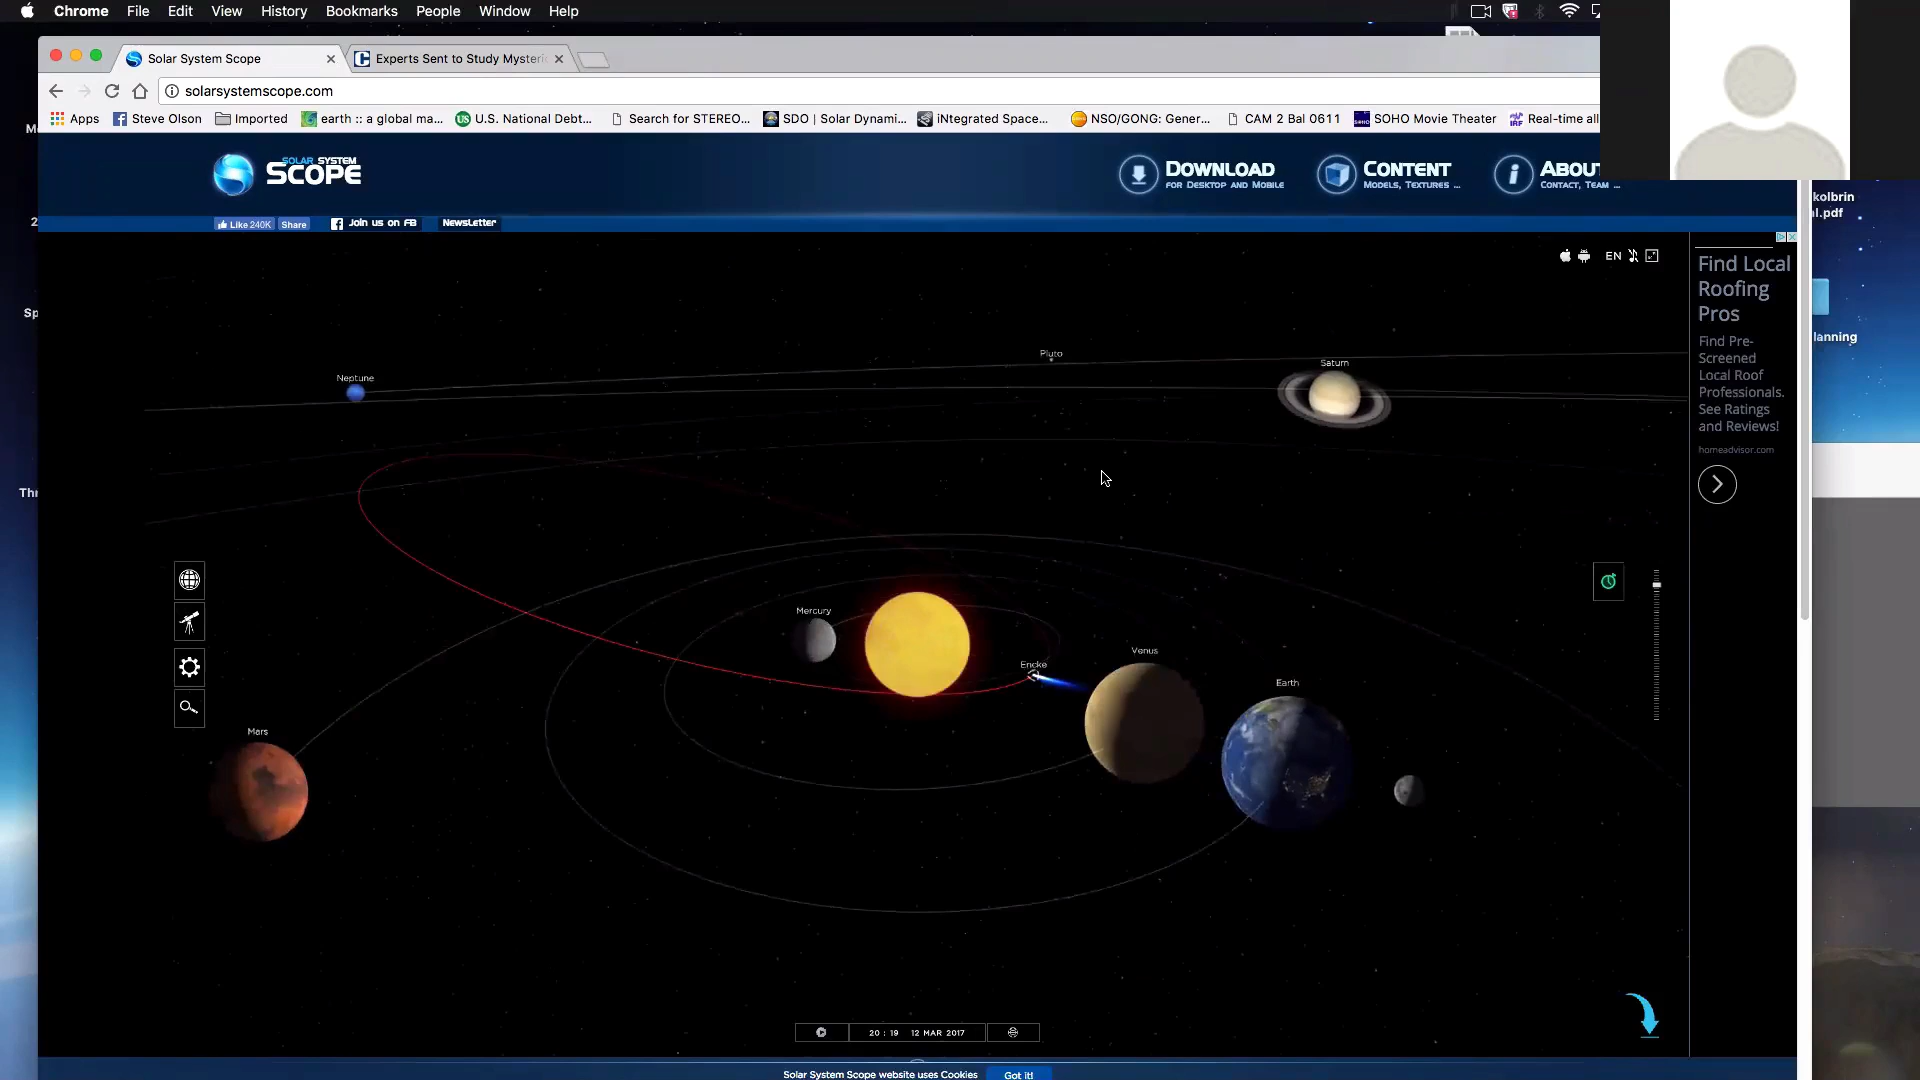 Chrome File Edit View History Bookmarks People Window Help
Solar System Scope
Experts Sent to Study Mysteri
solarsystemscope.com
Apps Steve Olson Imported earth :: a global ma... U.S. National Debt... Search for STEREO... SDO | Solar Dynami... iNtegrated Space... NSO/GONG: Gener... CAM 2 Bal 0611 SOHO Movie Theater Real-time all
SOLAR SYSTEM
SCOPE
DOWNLOAD
FOR DESKTOP AND MOBILE
CONTENT
MODELS, TEXTURES ...
ABOU
CONTACT, TEAM ...
Like 240K Share Join us on FB NewsLetter
kolbrin
al.pdf
lanning
EN
Find Local
Roofing
Pros
Find Pre-
Screened
Local Roof
Professionals.
See Ratings
and Reviews!
homeadvisor.com
Pluto
Saturn
Neptune
Mercury
Encke
Venus
Earth
Mars
20 : 19 12 MAR 2017
Solar System Scope website uses Cookies Got it!
Sp
Thr